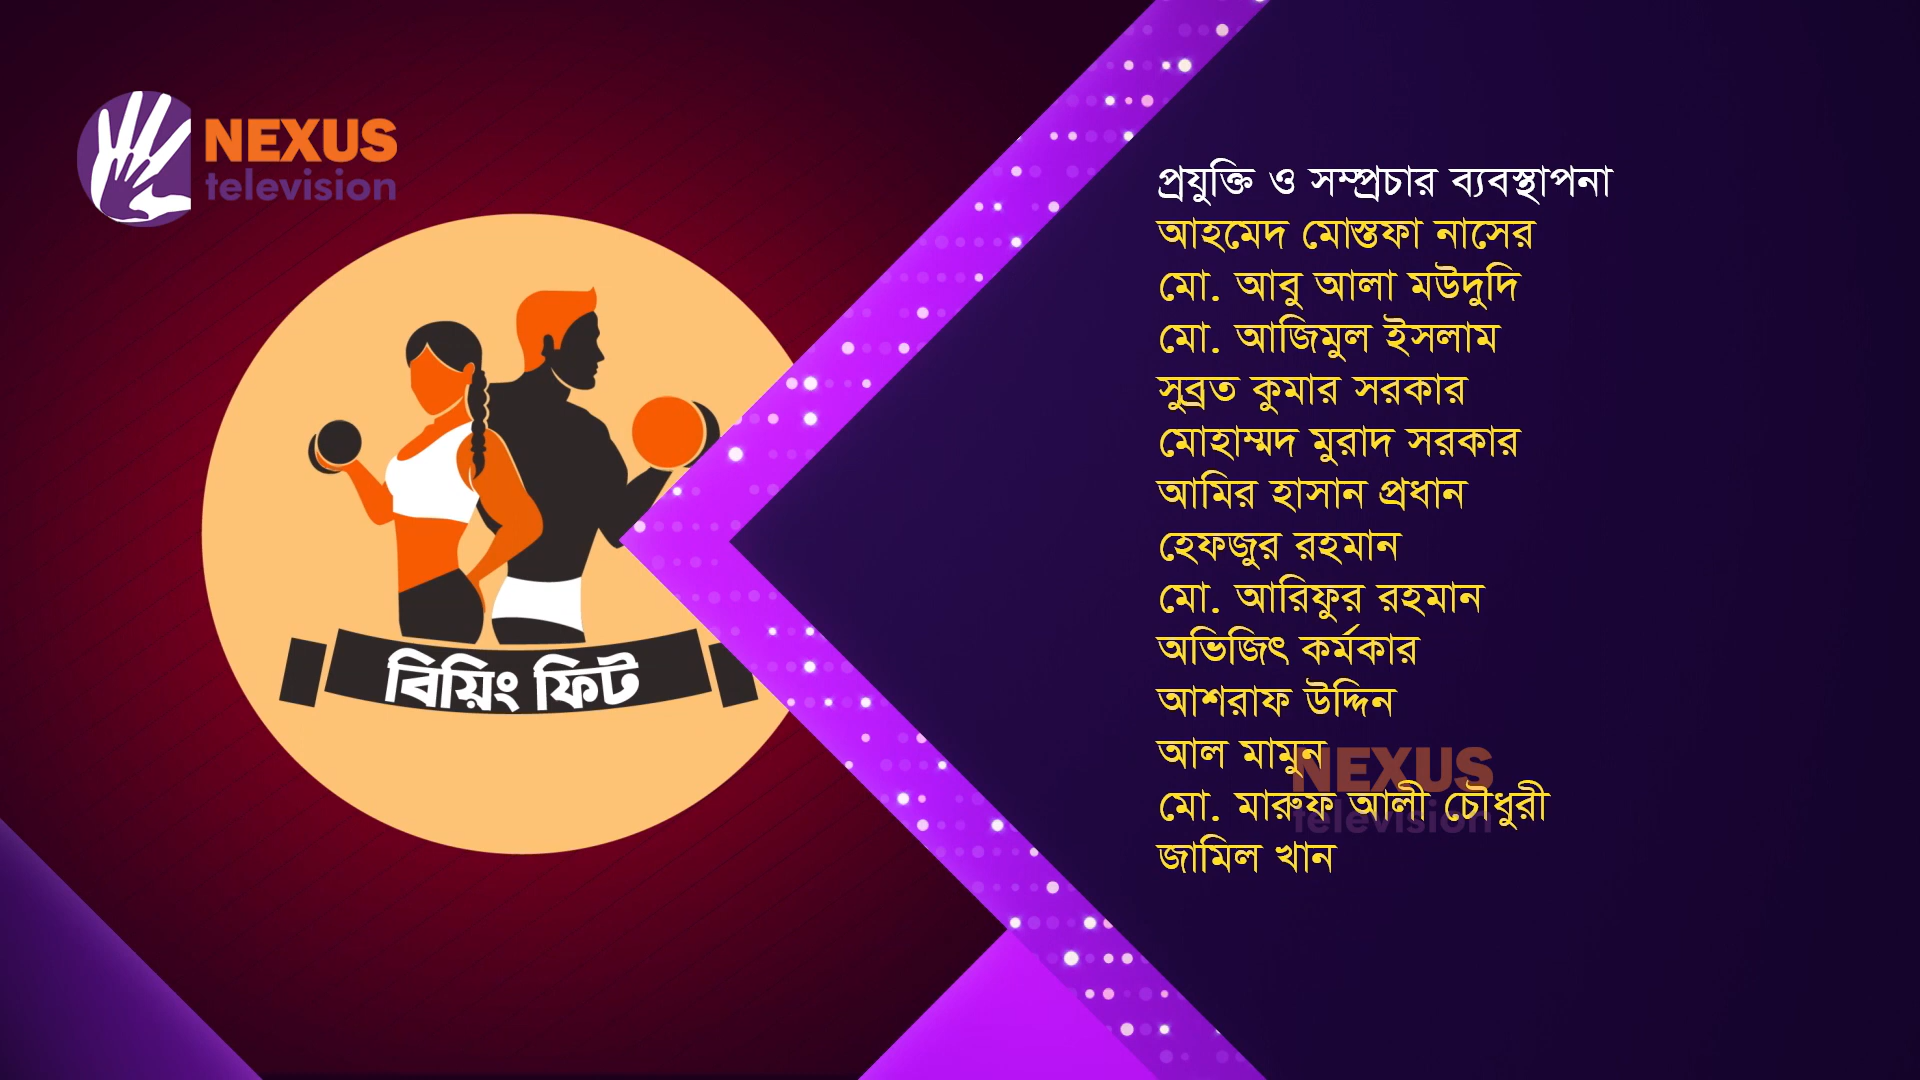 NEXUS
television
বিয়িং ফিট
প্রযুক্তি ও সম্প্রচার ব্যবস্থাপনা
আহমেদ মোস্তফা নাসের
মো. আবু আলা মউদুদি
মো. আজিমুল ইসলাম
সুব্রত কুমার সরকার
মোহাম্মদ মুরাদ সরকার
আমির হাসান প্রধান
হেফজুর রহমান
মো. আরিফুর রহমান
অভিজিৎ কর্মকার
আশরাফ উদ্দিন
আল মামুন
মো. মারুফ আলী চৌধুরী
জামিল খান
NEXUS
television